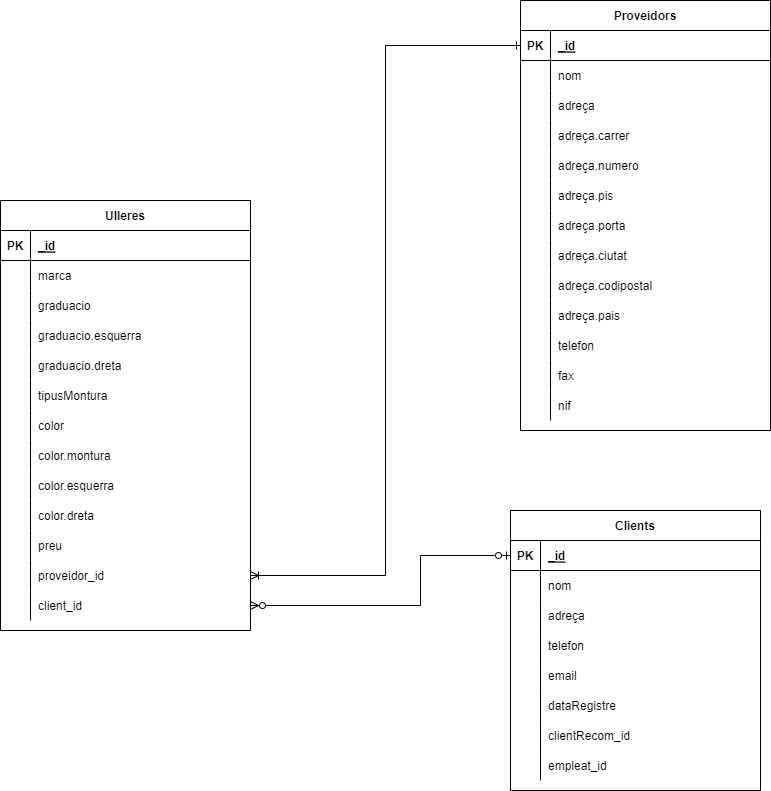 Proveidors
PK _id
nom
adreça
adreça.carrer
adreça.numero
adreça.pis
adreça.porta
adreça.ciutat
adreça.codipostal
adreça.pais
telefon
fax
nif
Ulleres
PK _id
marca
graduacio
graduacio.esquerra
graduacio.dreta
tipusMontura
color
color.montura
color.esquerra
color.dreta
preu
proveidor_id
client_id
Clients
PK _id
nom
adreça
telefon
email
dataRegistre
clientRecom_id
empleat_id